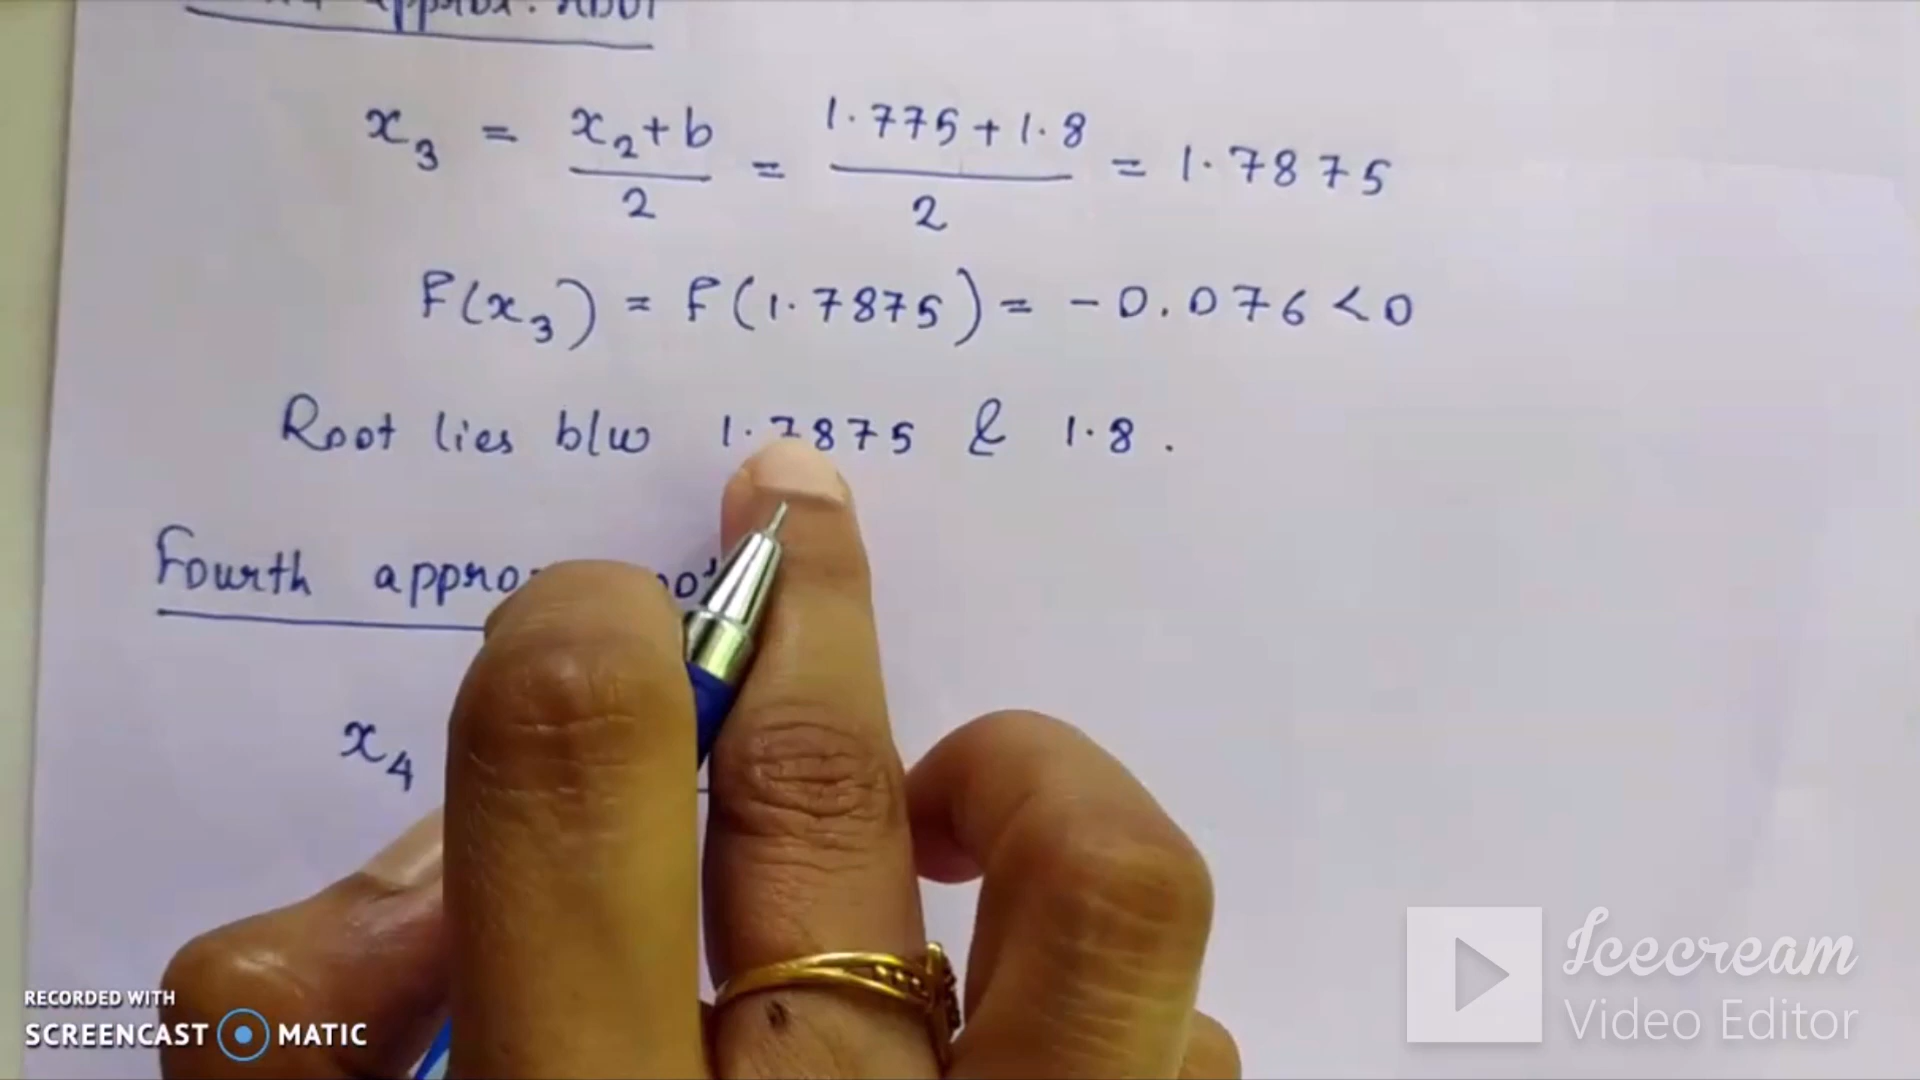 x₃ = x₂+b / 2 = 1.775+1.8 / 2 = 1.7875
F(x₃) = F(1.7875) = -0.076 < 0
Root lies b/w 1.7875 & 1.8 .
Fourth
x₄
RECORDED WITH
SCREENCAST MATIC
Icecream
Video Editor